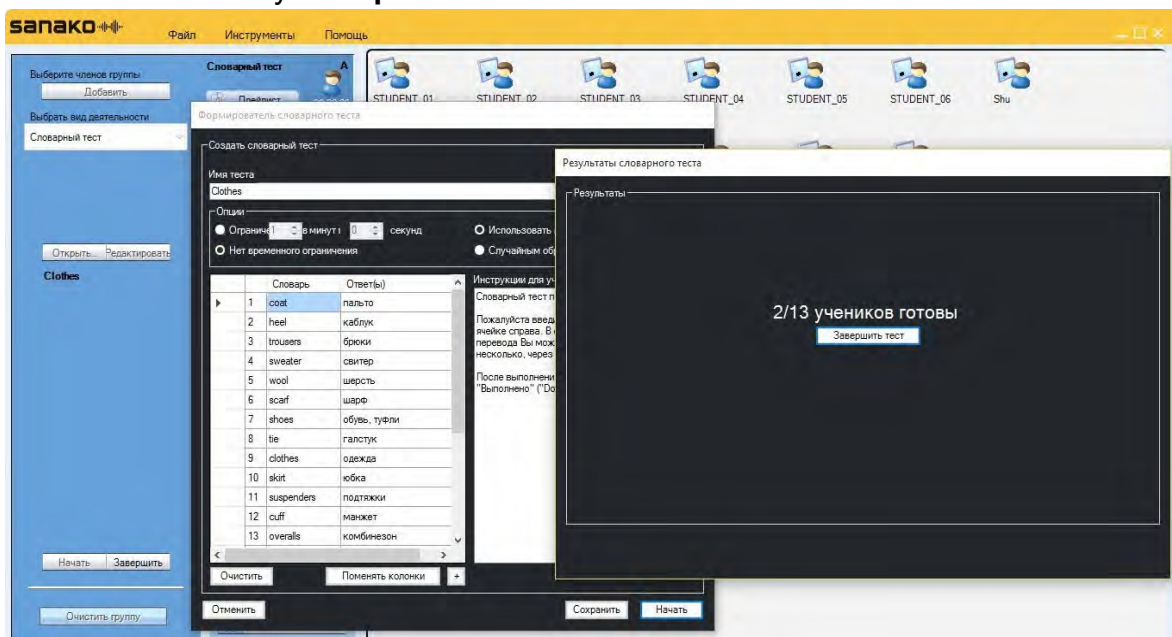 sanako
Файл Инструменты Помощь
Выберите членов группы
Добавить
Выбрать вид деятельности
Словарный тест
Открыть... Редактировать
Clothes
Начать Завершить
Очистить группу
Словарный тест
A
STUDENT_01 STUDENT_02 STUDENT_03 STUDENT_04 STUDENT_05 STUDENT_06 Shu
Формирователь словарного теста
Создать словарный тест
Имя теста
Clothes
Опции
1 в минут 0 секунд
Нет временного ограничения
Использовать
Случайным
Словарь Ответ(ы)
1 coat пальто
2 heel каблук
3 trousers брюки
4 sweater свитер
5 wool шерсть
6 scarf шарф
7 shoes обувь, туфли
8 tie галстук
9 clothes одежда
10 skirt юбка
11 suspenders подтяжки
12 cuff манжет
13 overalls комбинезон
Очистить Поменять колонки +
Инструкции для
Словарный тест
Пожалуйста
ячейке справа. В
перевода Вы
несколько, через
После
"Выполнено"
Отменить Сохранить Начать
Результаты словарного теста
Результаты
2/13 учеников готовы
Завершить тест